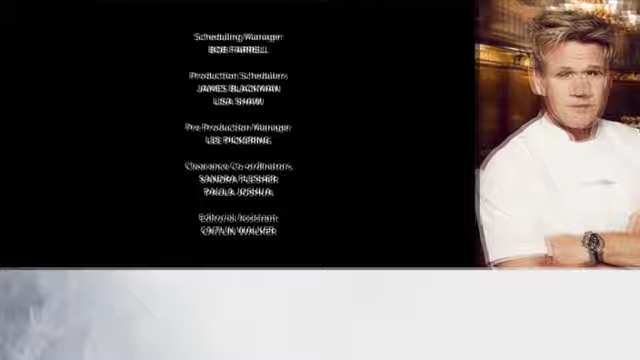 Scheduling Manager
BOB FARRELL
Production Schedulers
JAMES BLACKMAN
LISA SHAW
Pre-Production Manager
LEE PICKERING
Clearance Co-ordinators
SANDRA PLESHER
PAULA JOSHUA
Editorial Assistant
CAITLIN WALKER